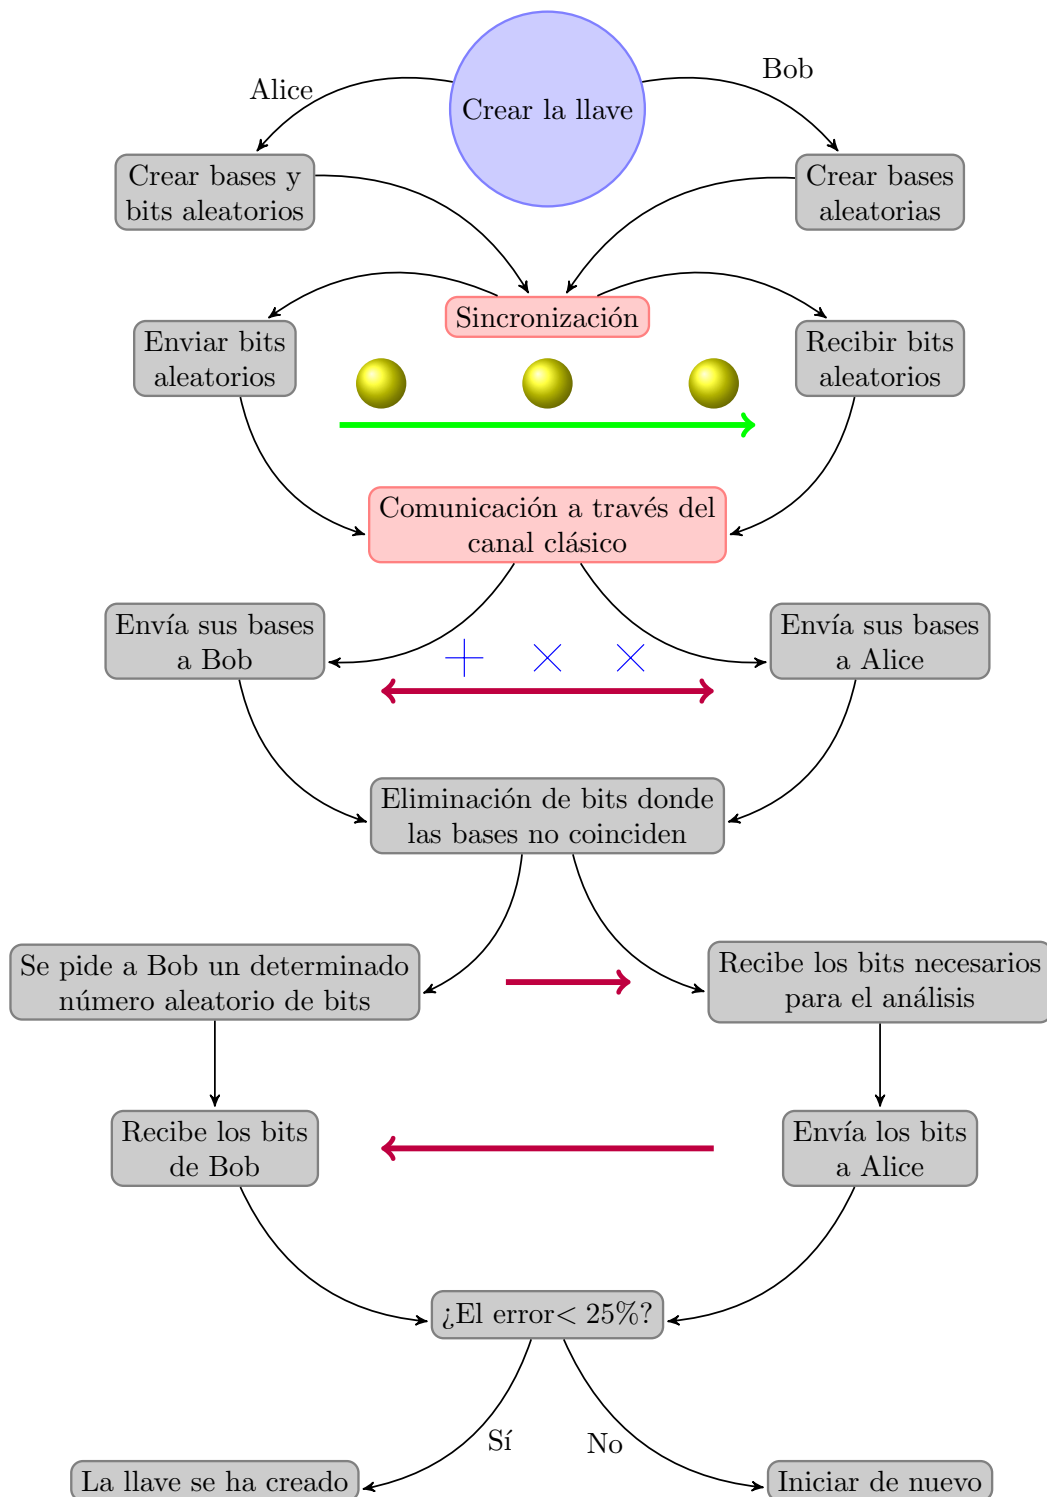 Crear la llave
Alice
Bob
Crear bases y
bits aleatorios
Crear bases
aleatorias
Sincronización
Enviar bits
aleatorios
Recibir bits
aleatorios
Comunicación a través del
canal clásico
Envía sus bases
a Bob
Envía sus bases
a Alice
+ × ×
Eliminación de bits donde
las bases no coinciden
Se pide a Bob un determinado
número aleatorio de bits
Recibe los bits necesarios
para el análisis
Recibe los bits
de Bob
Envía los bits
a Alice
¿El error< 25%?
Sí
No
La llave se ha creado
Iniciar de nuevo